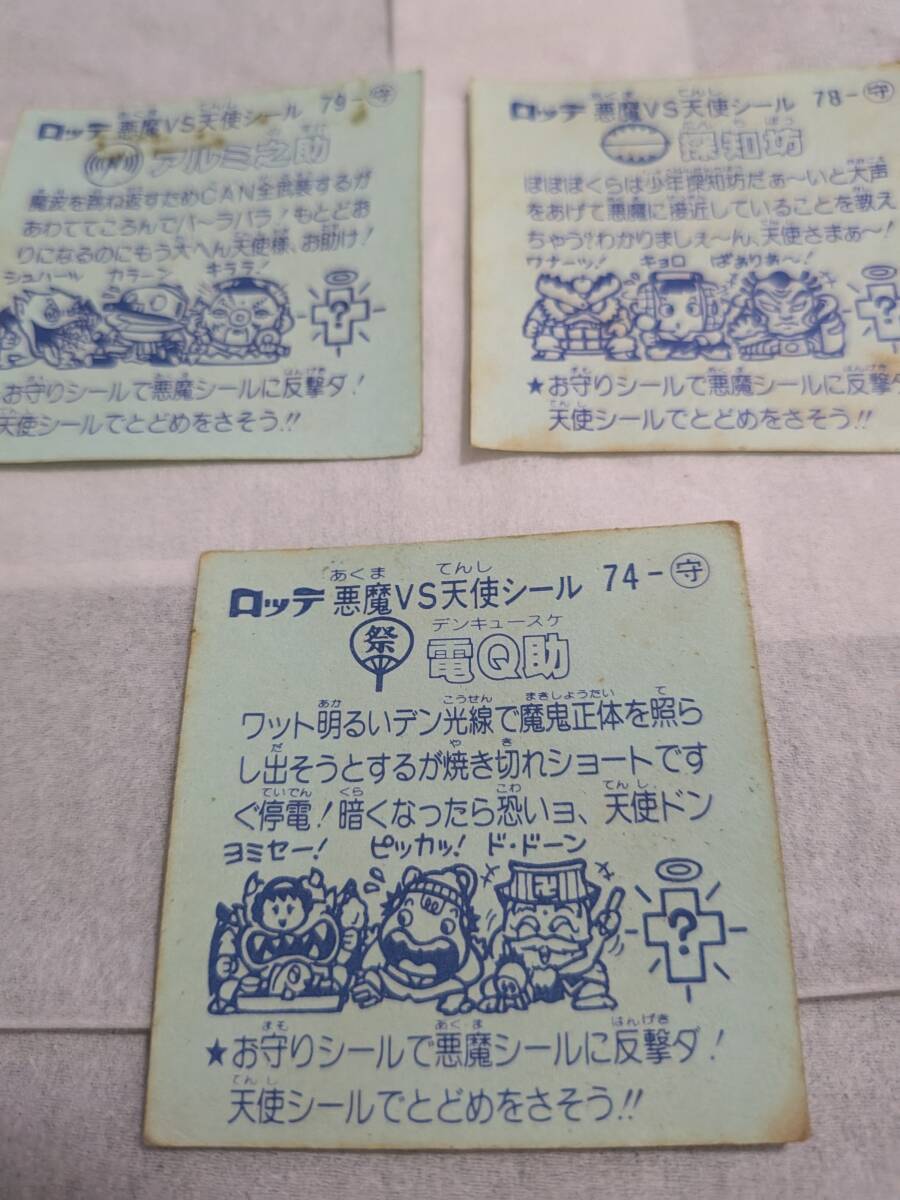 ロッテ 悪魔VS天使シール 79-守
アルミ之助
魔皮を跳ね返すためCAN全武装するが
あわててころんでバ〜ラバラ!もとどお
りになるのにもう大へん天使様、お助け!
シュハーッ カラーン キララ!
?
お守りシールで悪魔シールに反撃ダ!
天使シールでとどめをさそう!!
ロッテ 悪魔VS天使シール 78-守
探知坊
ぼぼぼくらは少年探知坊だぁ〜いと大声
をあげて悪魔に接近していることを教え
ちゃう?わかりましぇ〜ん、天使さまぁ〜!
ワナーッ! キョロ ばぁりぁ〜!
?
★お守りシールで悪魔シールに反撃ダ
天使シールでとどめをさそう!!
ロッテ 悪魔VS天使シール 74-守
あくま てんし
祭 電Q助
デンキュースケ
ワット明るいデン光線で魔鬼正体を照ら
あか こうせん まきしょうたい て
し出そうとするが焼き切れショートです
だ や き
ぐ停電!暗くなったら恐いヨ、天使ドン
ていでん くら こわ てんし
ヨミセー! ピッカッ! ド・ドーン
?
★お守りシールで悪魔シールに反撃ダ!
まも あくま はんげき
天使シールでとどめをさそう!!
てんし